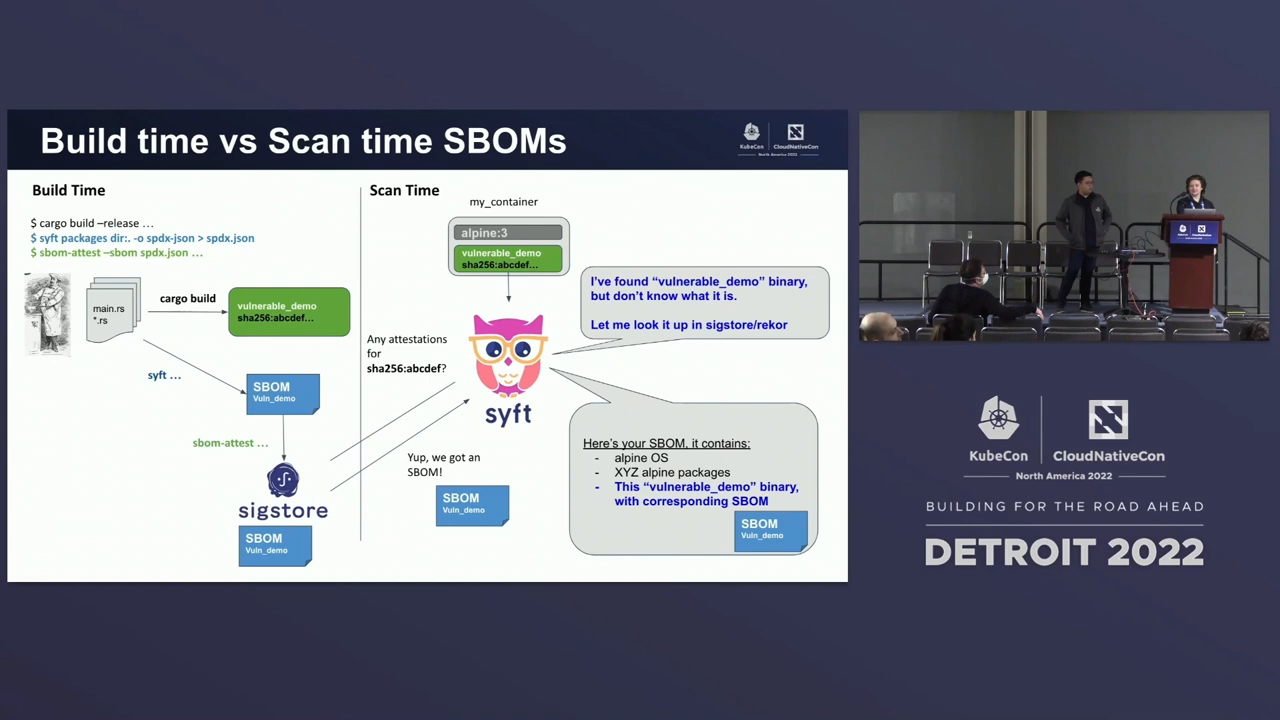 Build time vs Scan time SBOMs
KubeCon
CloudNativeCon
North America 2022
Build Time
$ cargo build –release …
$ syft packages dir:. -o spdx-json > spdx.json
$ sbom-attest –sbom spdx.json …
main.rs
*.rs
cargo build
vulnerable_demo
sha256:abcdef...
syft …
SBOM
Vuln_demo
sbom-attest …
sigstore
SBOM
Vuln_demo
Scan Time
my_container
alpine:3
vulnerable_demo
sha256:abcdef...
I've found “vulnerable_demo” binary,
but don't know what it is.
Let me look it up in sigstore/rekor
Any attestations
for
sha256:abcdef?
syft
Yup, we got an
SBOM!
SBOM
Vuln_demo
Here's your SBOM, it contains:
- alpine OS
- XYZ alpine packages
- This “vulnerable_demo” binary,
with corresponding SBOM
SBOM
Vuln_demo
KubeCon
CloudNativeCon
North America 2022
BUILDING FOR THE ROAD AHEAD
DETROIT 2022